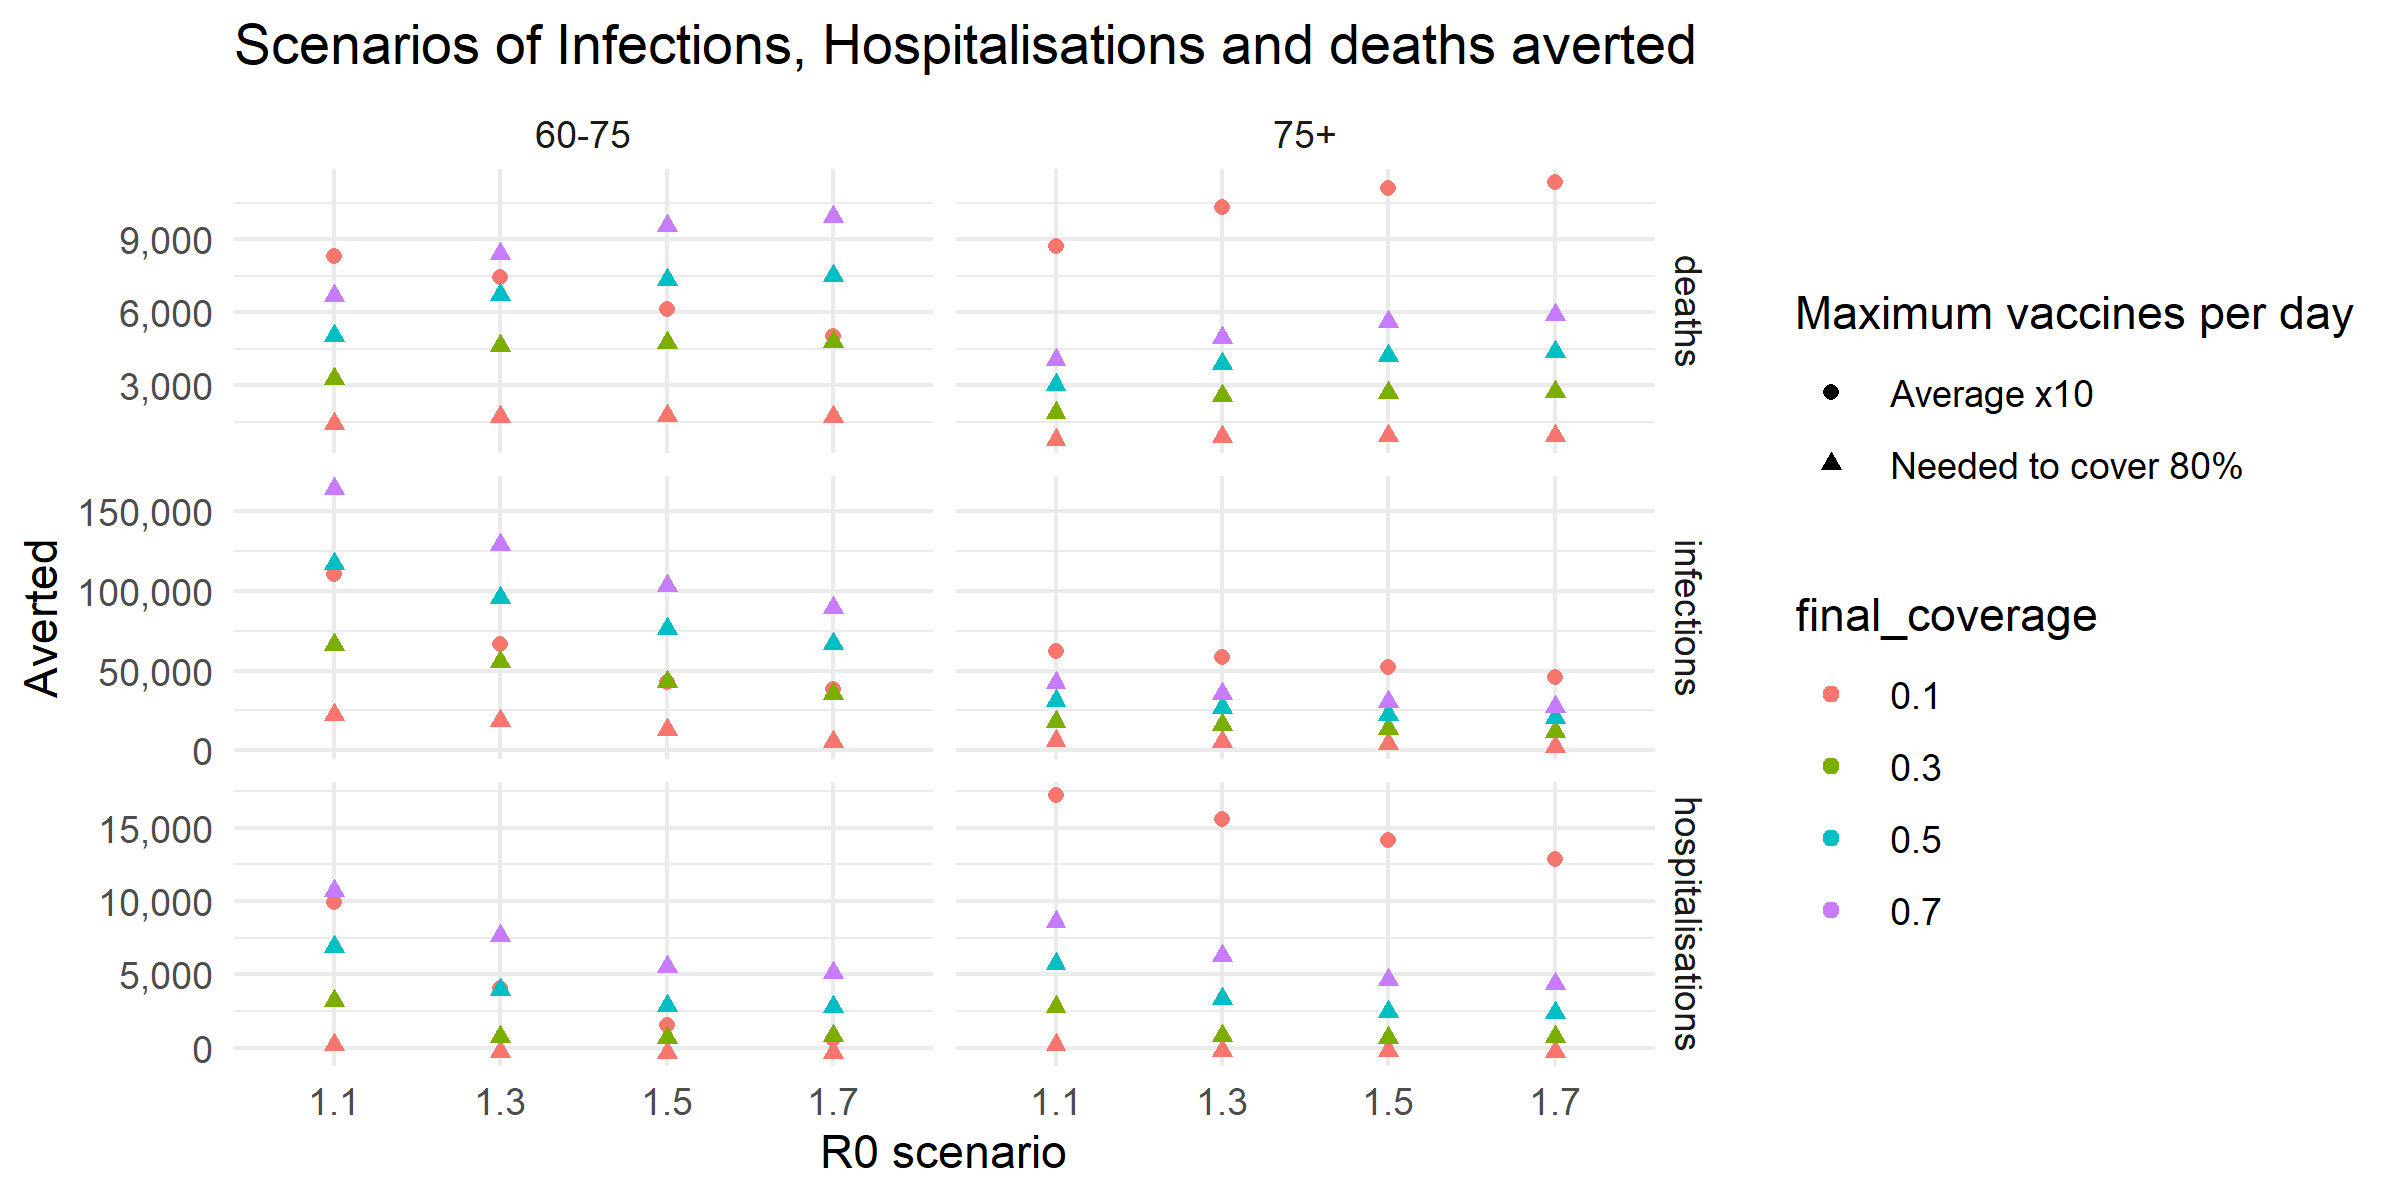 Scenarios of Infections, Hospitalisations and deaths averted
60-75
75+
9,000
6,000
3,000
deaths
150,000
100,000
50,000
0
infections
15,000
10,000
5,000
0
hospitalisations
Averted
1.1
1.3
1.5
1.7
1.1
1.3
1.5
1.7
R0 scenario
Maximum vaccines per day
Average x10
Needed to cover 80%
final_coverage
0.1
0.3
0.5
0.7